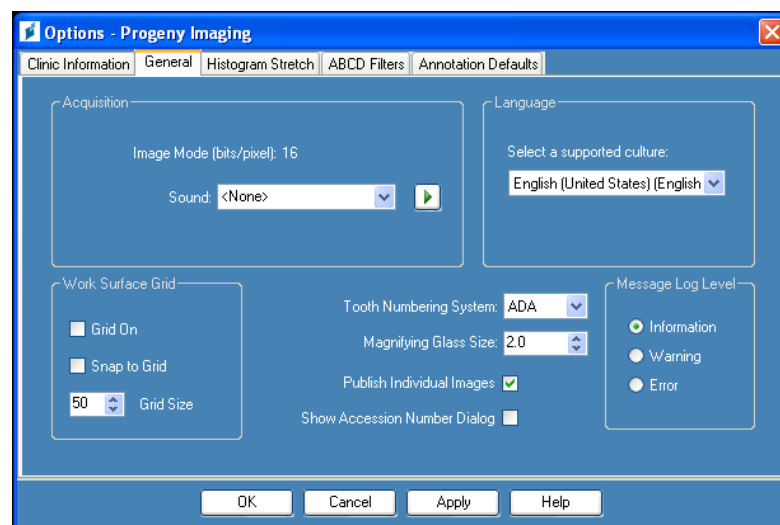 Options - Progeny Imaging
Clinic Information General Histogram Stretch ABCD Filters Annotation Defaults
Acquisition
Image Mode (bits/pixel): 16
Sound: <None>
Language
Select a supported culture:
English (United States) (English
Work Surface Grid
Grid On
Snap to Grid
50 Grid Size
Tooth Numbering System: ADA
Magnifying Glass Size: 2.0
Publish Individual Images
Show Accession Number Dialog
Message Log Level
Information
Warning
Error
OK Cancel Apply Help